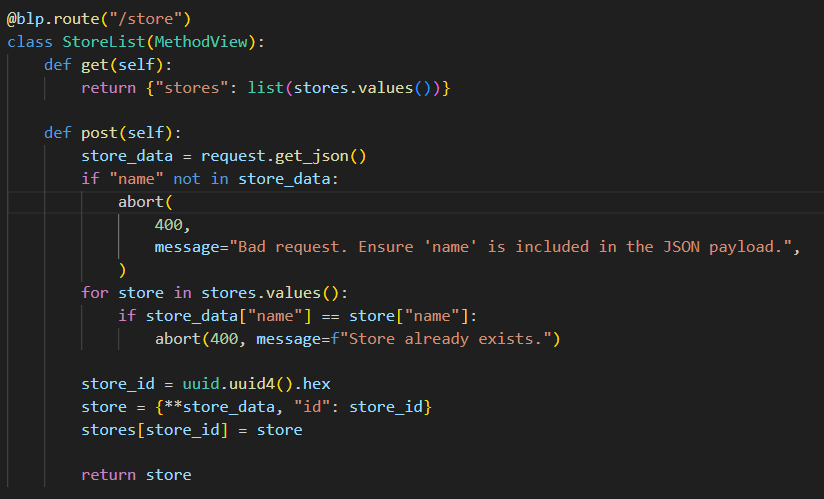 @blp.route("/store")
class StoreList(MethodView):
    def get(self):
        return {"stores": list(stores.values())}

    def post(self):
        store_data = request.get_json()
        if "name" not in store_data:
            abort(
                400,
                message="Bad request. Ensure 'name' is included in the JSON payload.",
            )
        for store in stores.values():
            if store_data["name"] == store["name"]:
                abort(400, message=f"Store already exists.")

        store_id = uuid.uuid4().hex
        store = {**store_data, "id": store_id}
        stores[store_id] = store

        return store